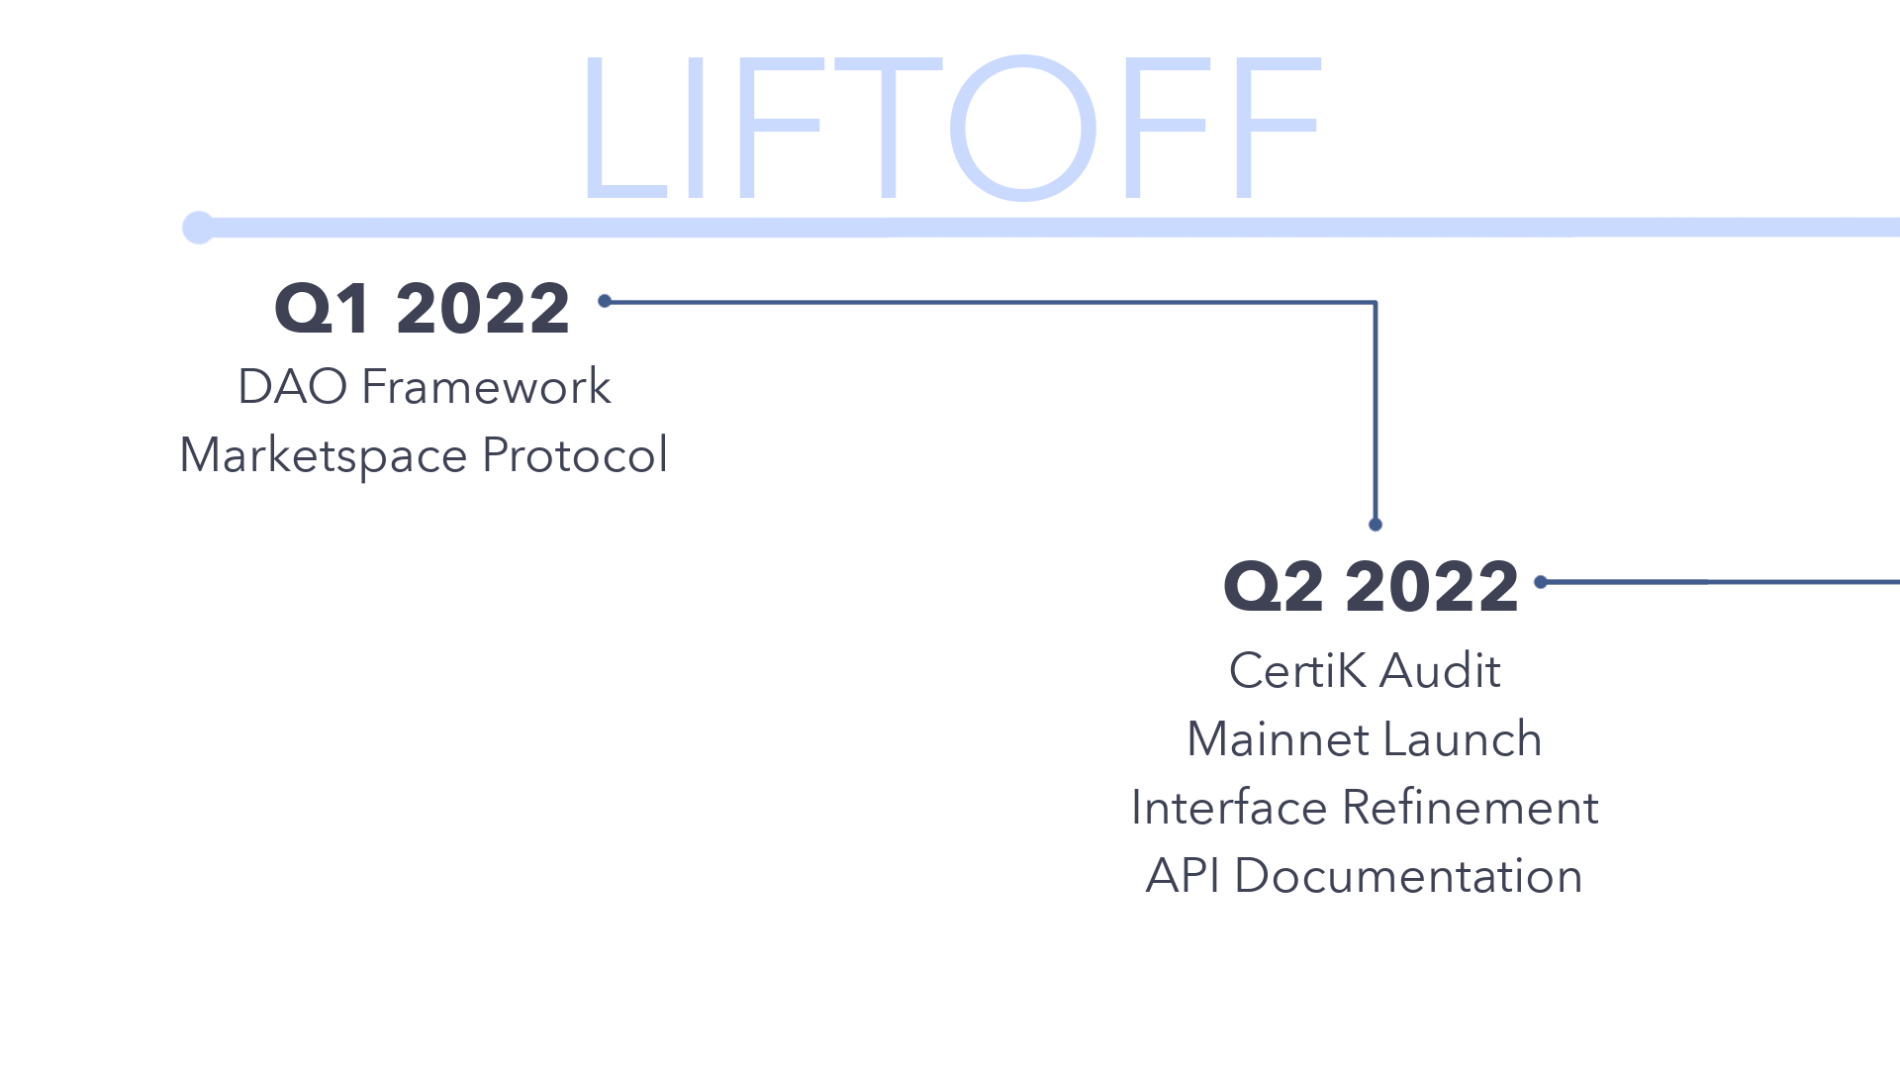 LIFTOFF
Q1 2022
DAO Framework
Marketspace Protocol
Q2 2022
CertiK Audit
Mainnet Launch
Interface Refinement
API Documentation